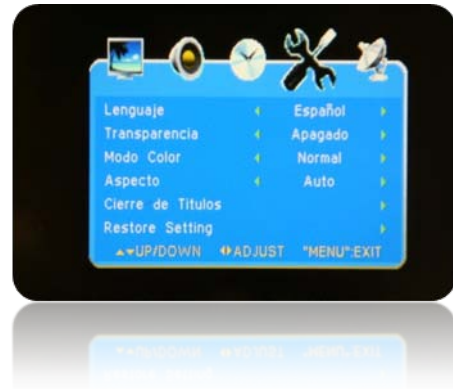 Lenguaje Español
Transparencia Apagado
Modo Color Normal
Aspecto Auto
Cierre de Titulos
Restore Setting
UP/DOWN ADJUST "MENU":EXIT